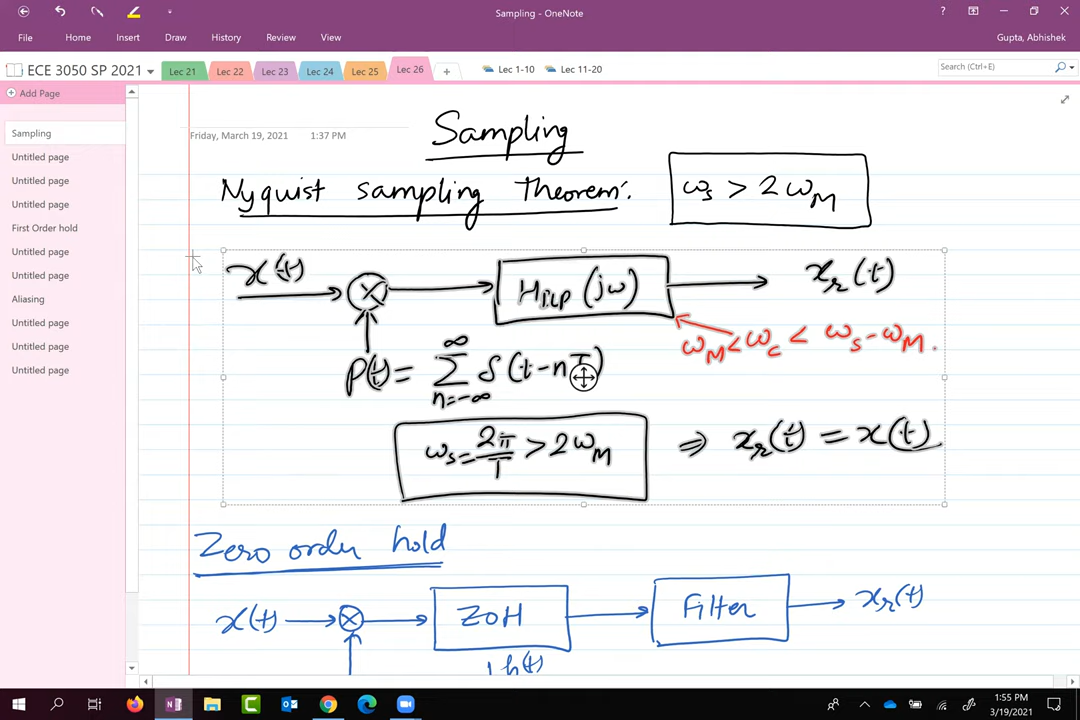 Sampling - OneNote
Gupta, Abhishek
File Home Insert Draw History Review View
ECE 3050 SP 2021
Lec 21 Lec 22 Lec 23 Lec 24 Lec 25 Lec 26 + Lec 1-10 Lec 11-20
Search (Ctrl+E)
Add Page
Sampling
Untitled page
Untitled page
Untitled page
First Order hold
Untitled page
Untitled page
Aliasing
Untitled page
Untitled page
Untitled page
Sampling
Friday, March 19, 2021 1:37 PM
Nyquist sampling Theorem: ωs > 2ωM
x(t) × (jω) xr(t)
ωM < ωc < ωs - ωM.
P(t) = ∞ Σ n=-∞ δ(t-nT)
ωs = 2π/T > 2ωM ⇒ xr(t) = x(t)
Zero order hold
x(t) → × → ZOH → Filter → xr(t)
h(t)
1:55 PM
3/19/2021